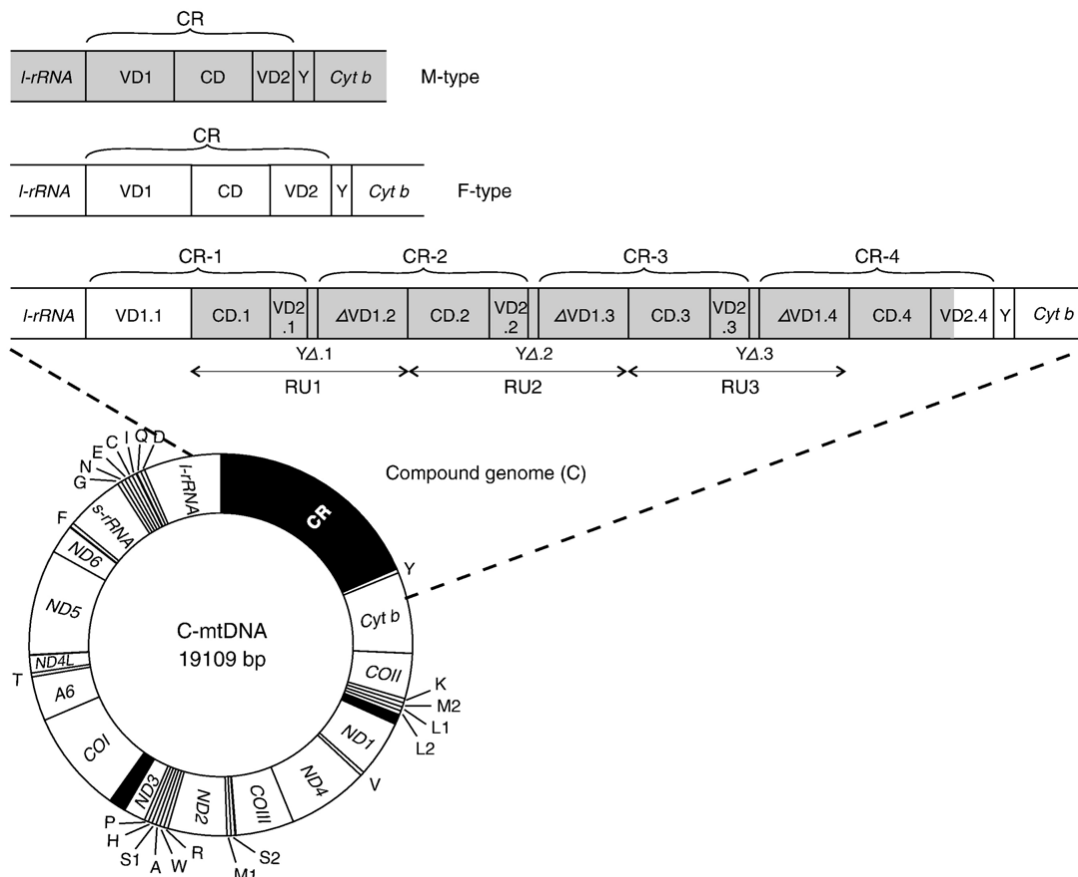 CR
l-rRNA VD1 CD VD2 Y Cyt b M-type
CR
l-rRNA VD1 CD VD2 Y Cyt b F-type
CR-1 CR-2 CR-3 CR-4
l-rRNA VD1.1 CD.1 VD2.1 ΔVD1.2 CD.2 VD2.2 ΔVD1.3 CD.3 VD2.3 ΔVD1.4 CD.4 VD2.4 Y Cyt b
YΔ.1 YΔ.2 YΔ.3
RU1 RU2 RU3
Compound genome (C)
G N E C I Q D
l-rRNA
CR
Y
Cyt b
COII
K
M2
L1
L2
ND1
V
ND4
COIII
S2
M1
ND2
R
W
A
S1
H
P
ND3
COI
A6
T
ND4L
ND5
ND6
F
s-rRNA
C-mtDNA
19109 bp